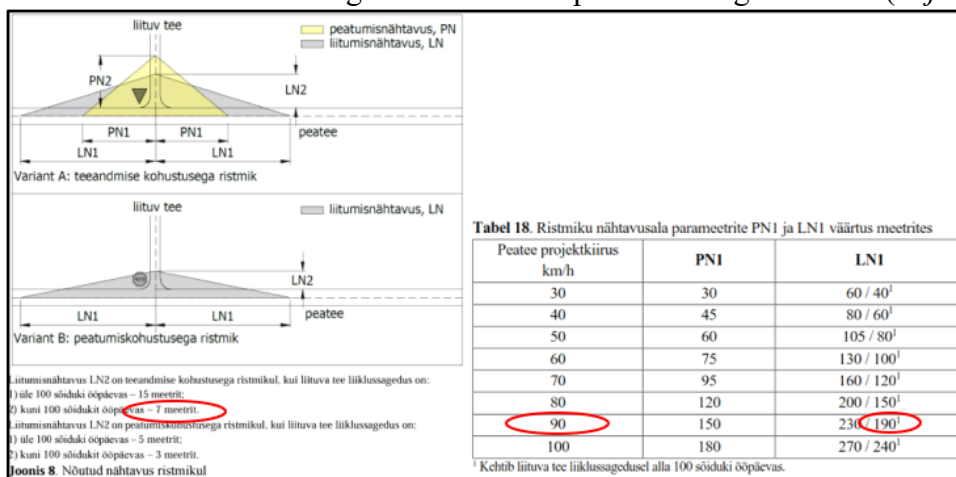 liituv tee
peatumisnähtavus, PN
liitumisnähtavus, LN
PN2
LN2
PN1
PN1
peatee
LN1
LN1
Variant A: teeandmise kohustusega ristmik
liituv tee
liitumisnähtavus, LN
LN2
LN1
LN1
peatee
Variant B: peatumiskohustusega ristmik
Liitumisnähtavus LN2 on teeandmise kohustusega ristmikul, kui liituva tee liiklussagedus on:
1) üle 100 sõiduki ööpäevas – 15 meetrit;
2) kuni 100 sõidukit ööpäevas – 7 meetrit.
Liitumisnähtavus LN2 on peatumiskohustusega ristmikul, kui liituva tee liiklussagedus on:
1) üle 100 sõiduki ööpäevas – 5 meetrit;
2) kuni 100 sõidukit ööpäevas – 3 meetrit.
Joonis 8. Nõutud nähtavus ristmikul
Tabel 18. Ristmiku nähtavusala parameetrite PN1 ja LN1 väärtus meetrites
Peatee projektkiirus km/h PN1 LN1
30 30 60 / 40¹
40 45 80 / 60¹
50 60 105 / 80¹
60 75 130 / 100¹
70 95 160 / 120¹
80 120 200 / 150¹
90 150 230 / 190¹
100 180 270 / 240¹
¹ Kehtib liituva tee liiklussagedusel alla 100 sõiduki ööpäevas.